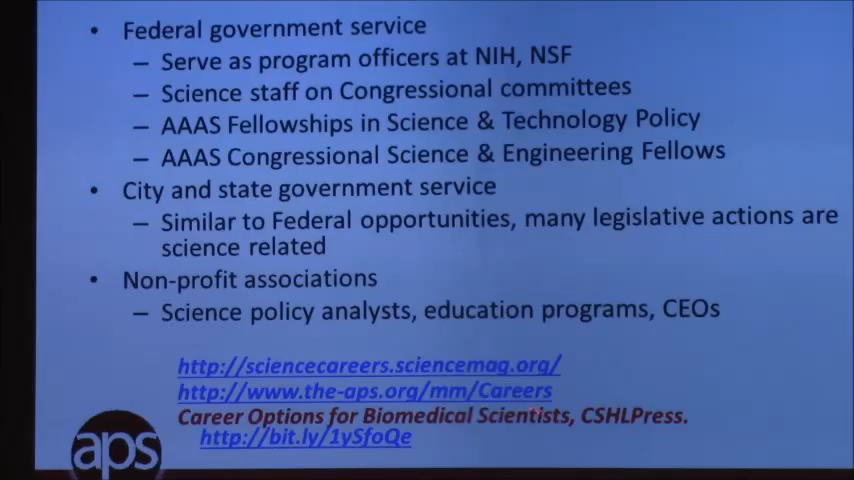 • Federal government service
– Serve as program officers at NIH, NSF
– Science staff on Congressional committees
– AAAS Fellowships in Science & Technology Policy
– AAAS Congressional Science & Engineering Fellows
• City and state government service
– Similar to Federal opportunities, many legislative actions are
science related
• Non-profit associations
– Science policy analysts, education programs, CEOs
http://sciencecareers.sciencemag.org/
http://www.the-aps.org/mm/Careers
Career Options for Biomedical Scientists, CSHLPress.
http://bit.ly/1ySfoQe
aps